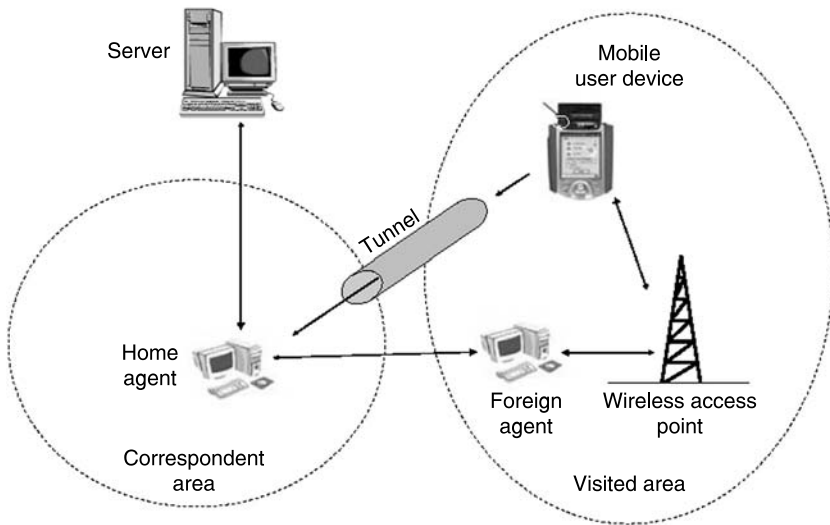 Server
Mobile
user device
Tunnel
Home
agent
Foreign
agent
Wireless access
point
Correspondent
area
Visited area